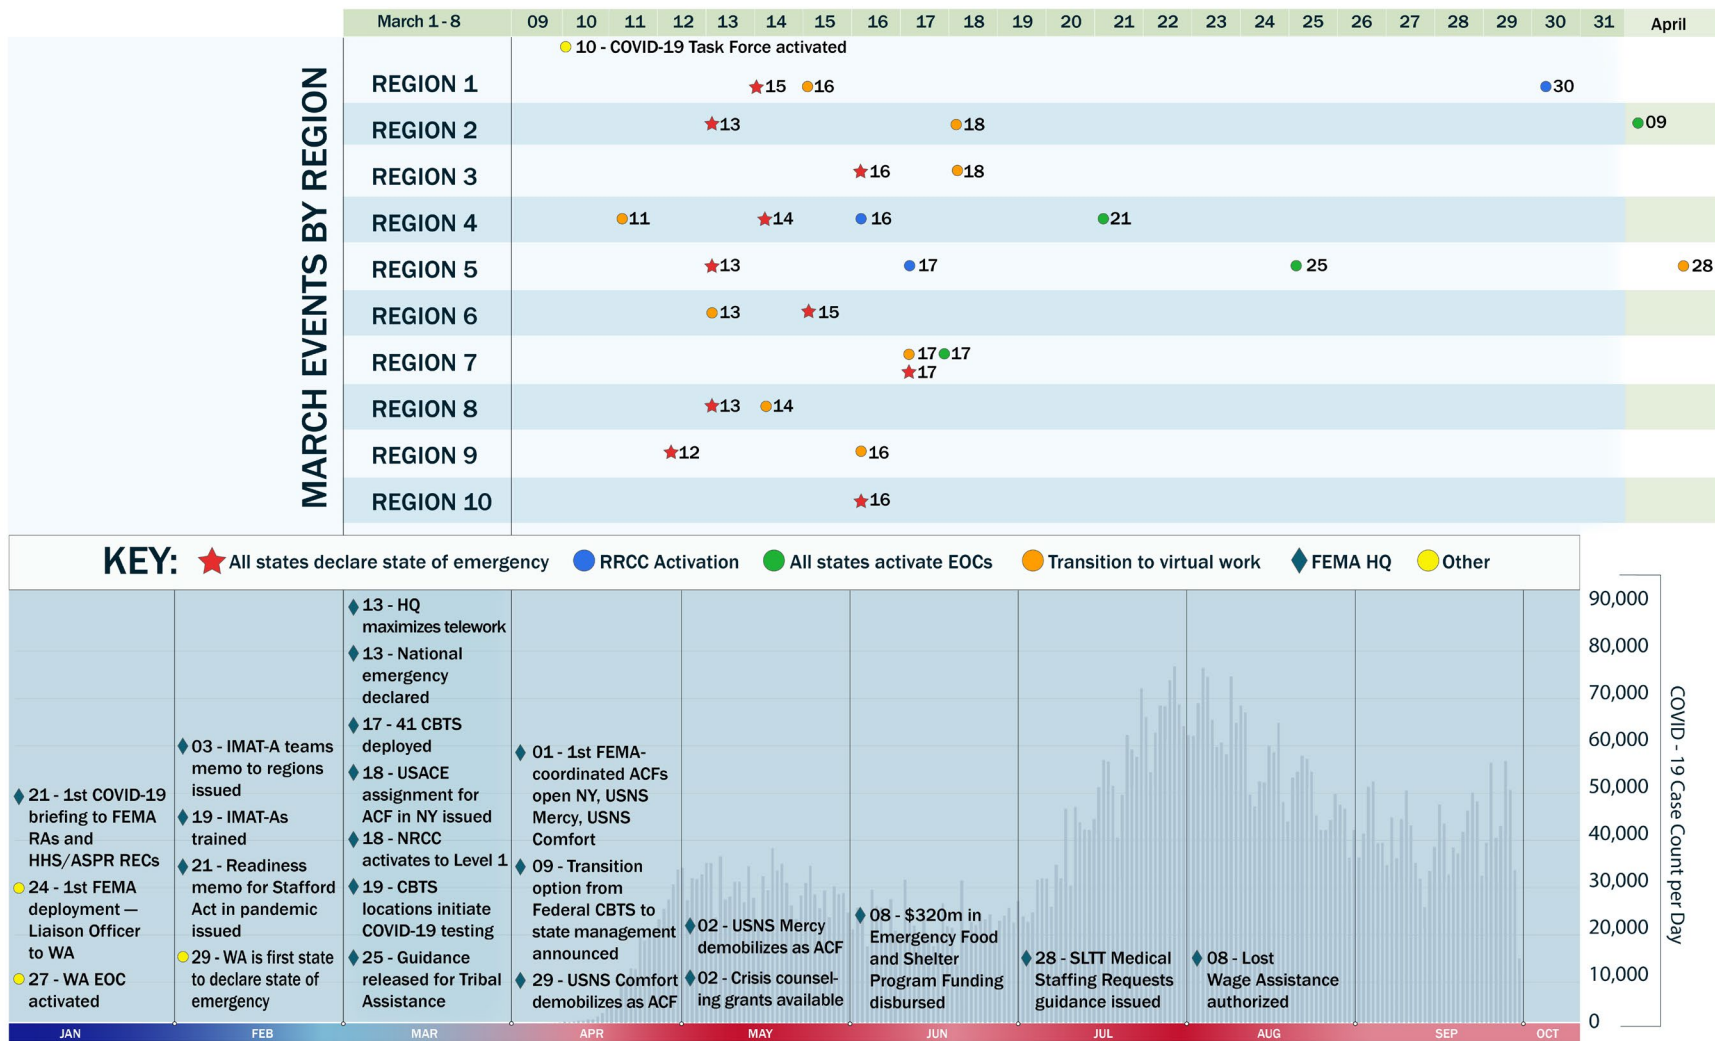 March 1 - 8 09 10 11 12 13 14 15 16 17 18 19 20 21 22 23 24 25 26 27 28 29 30 31 April
10 - COVID-19 Task Force activated
MARCH EVENTS BY REGION
REGION 1 15 16 30
REGION 2 13 18 09
REGION 3 16 18
REGION 4 11 14 16 21
REGION 5 13 17 25 28
REGION 6 13 15
REGION 7 17 17
17
REGION 8 13 14
REGION 9 12 16
REGION 10 16
KEY: All states declare state of emergency RRCC Activation All states activate EOCs Transition to virtual work FEMA HQ Other
21 - 1st COVID-19
briefing to FEMA
RAs and
HHS/ASPR RECs
24 - 1st FEMA
deployment —
Liaison Officer
to WA
27 - WA EOC
activated
03 - IMAT-A teams
memo to regions
issued
19 - IMAT-As
trained
21 - Readiness
memo for Stafford
Act in pandemic
issued
29 - WA is first state
to declare state of
emergency
13 - HQ
maximizes telework
13 - National
emergency
declared
17 - 41 CBTS
deployed
18 - USACE
assignment for
ACF in NY issued
18 - NRCC
activates to Level 1
19 - CBTS
locations initiate
COVID-19 testing
25 - Guidance
released for Tribal
Assistance
01 - 1st FEMA-
coordinated ACFs
open NY, USNS
Mercy, USNS
Comfort
09 - Transition
option from
Federal CBTS to
state management
announced
29 - USNS Comfort
demobilizes as ACF
02 - USNS Mercy
demobilizes as ACF
02 - Crisis counsel-
ing grants available
08 - $320m in
Emergency Food
and Shelter
Program Funding
disbursed
28 - SLTT Medical
Staffing Requests
guidance issued
08 - Lost
Wage Assistance
authorized
90,000
80,000
70,000
60,000
50,000
40,000
30,000
20,000
10,000
0
COVID - 19 Case Count per Day
JAN FEB MAR APR MAY JUN JUL AUG SEP OCT